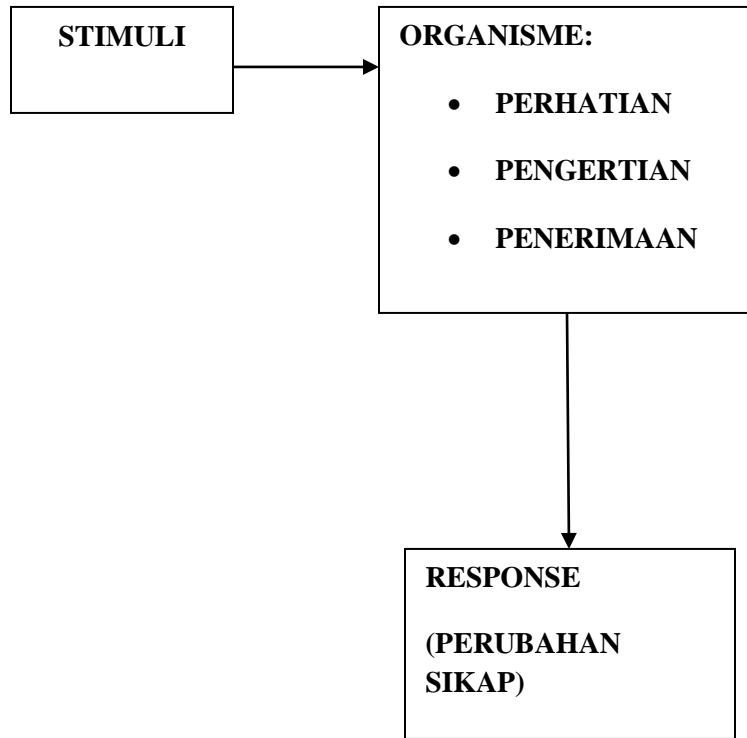 STIMULI
ORGANISME:
• PERHATIAN
• PENGERTIAN
• PENERIMAAN
RESPONSE
(PERUBAHAN
SIKAP)